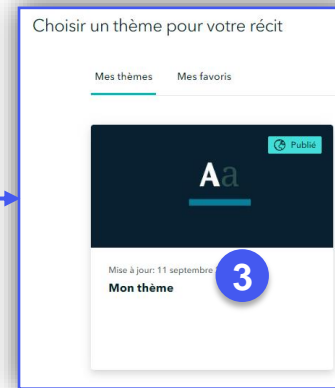 Choisir un thème pour votre récit
Mes thèmes Mes favoris
Publié
Aa
Mise à jour: 11 septembre
3
Mon thème